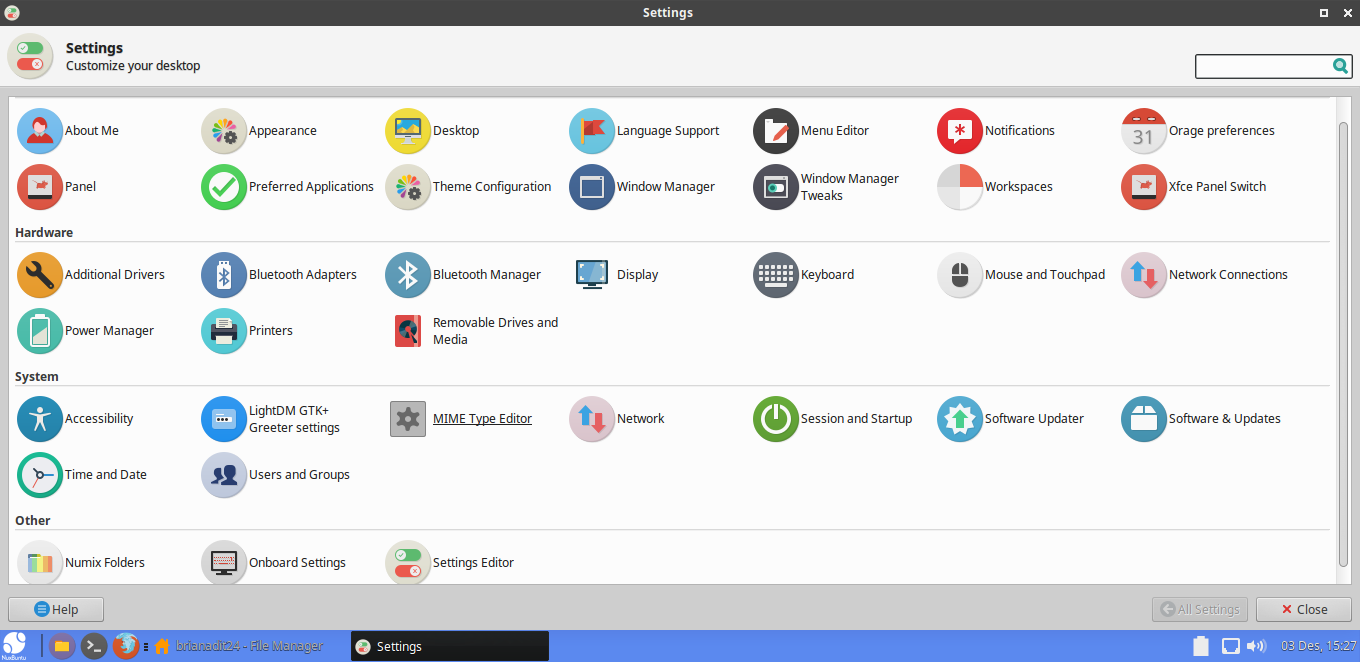 Settings
Settings
Customize your desktop
About Me
Appearance
Desktop
Language Support
Menu Editor
Notifications
31
Orage preferences
Panel
Preferred Applications
Theme Configuration
Window Manager
Window Manager
Tweaks
Workspaces
Xfce Panel Switch
Hardware
Additional Drivers
Bluetooth Adapters
Bluetooth Manager
Display
Keyboard
Mouse and Touchpad
Network Connections
Power Manager
Printers
Removable Drives and
Media
System
Accessibility
LightDM GTK+
Greeter settings
MIME Type Editor
Network
Session and Startup
Software Updater
Software & Updates
Time and Date
Users and Groups
Other
Numix Folders
Onboard Settings
Settings Editor
Help
All Settings
Close
NuxBuntu
brianadit24 - File Manager
Settings
03 Des, 15:27